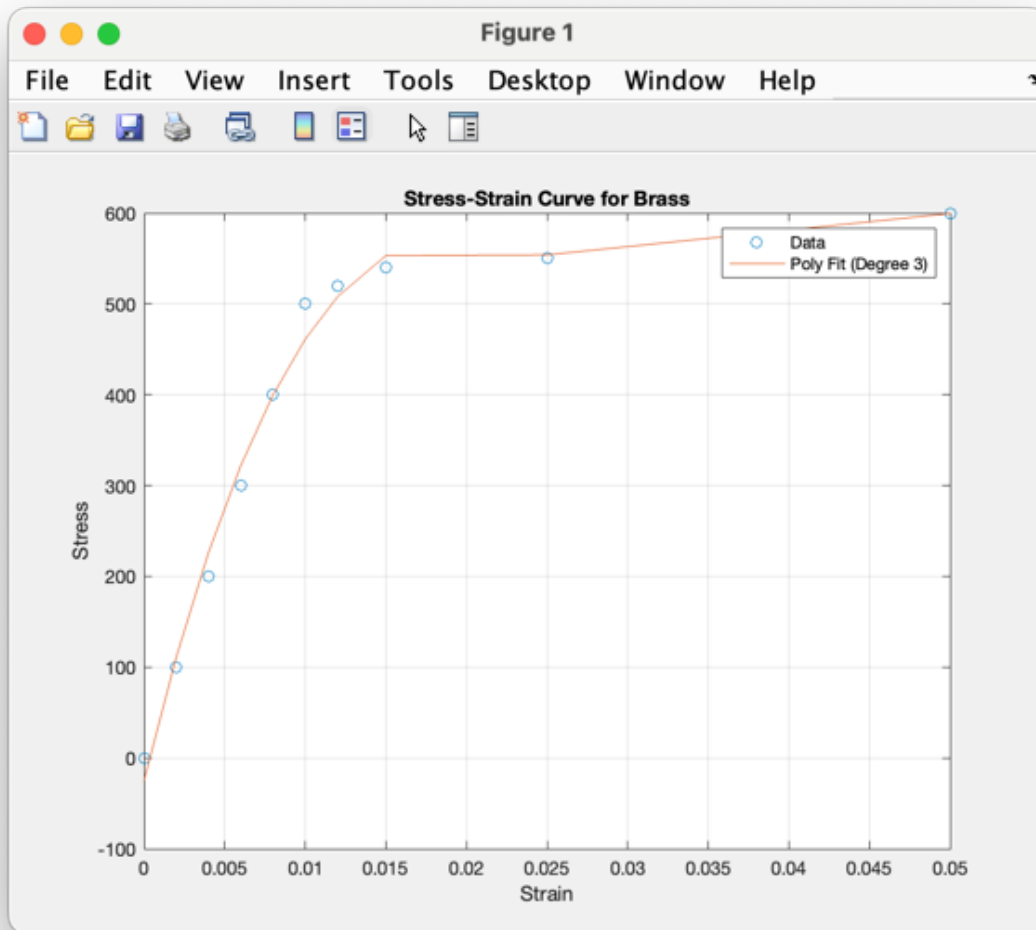 Figure 1
File Edit View Insert Tools Desktop Window Help
Stress-Strain Curve for Brass
600
500
400
300
200
100
0
-100
Stress
Data
Poly Fit (Degree 3)
0 0.005 0.01 0.015 0.02 0.025 0.03 0.035 0.04 0.045 0.05
Strain